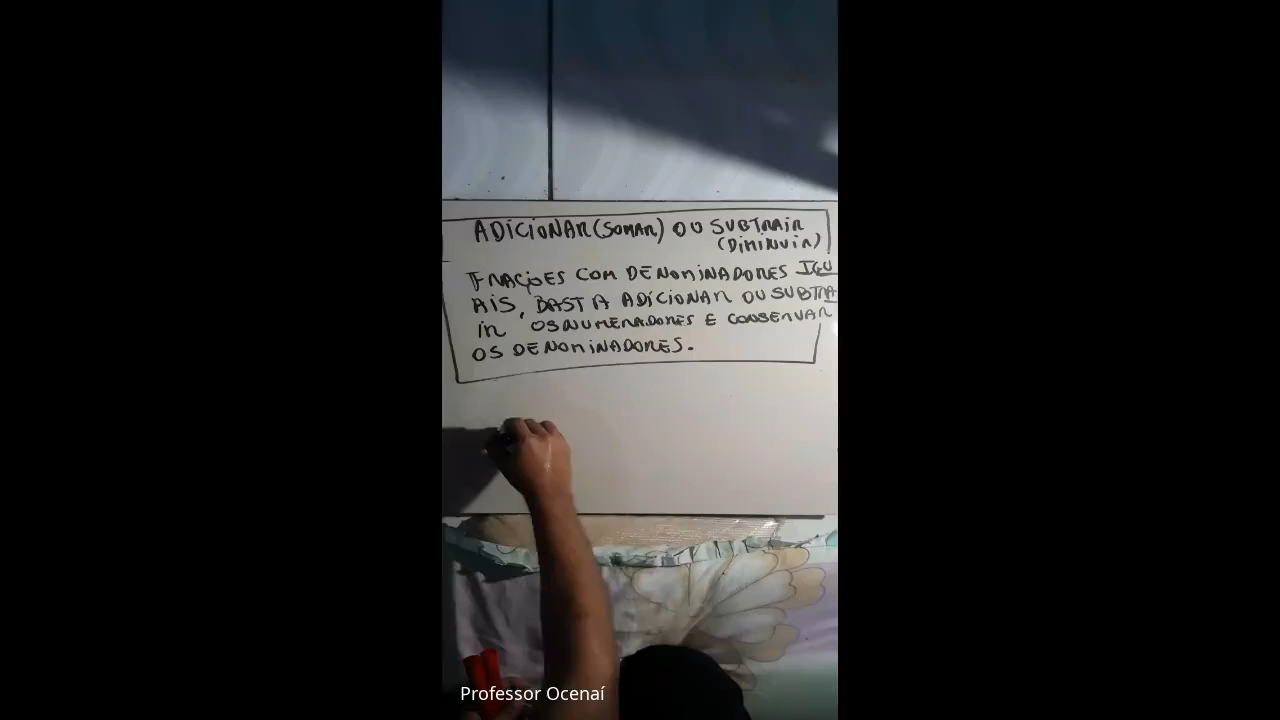 ADICIONAR (SOMAR) OU SUBTRAIR
(DIMINUIR)
FRAÇÕES COM DENOMINADORES IGU
AIS, BASTA ADICIONAR OU SUBTRA
IR OS NUMERADORES E CONSERVAR
OS DENOMINADORES.
Professor Ocenaí